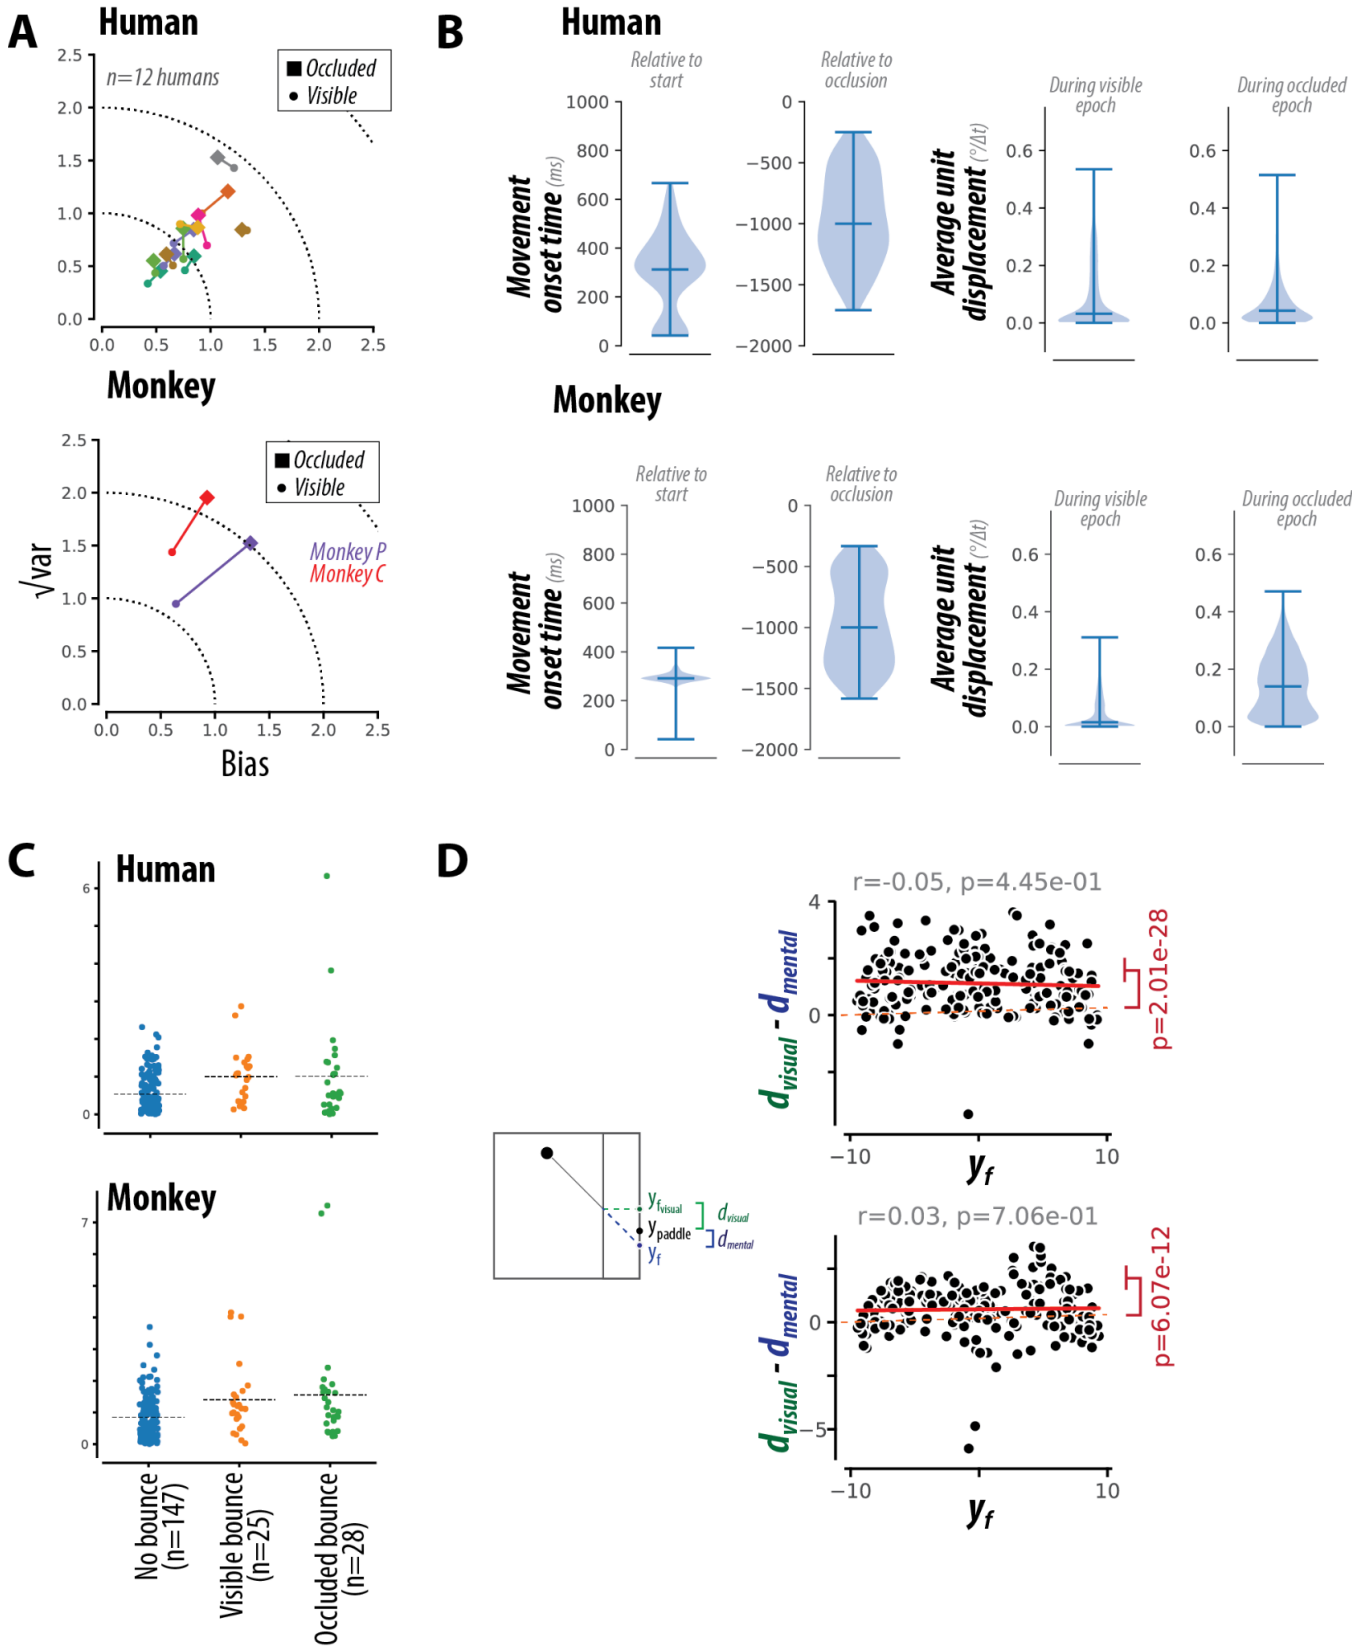 A
Human
2.5
2.0
1.5
1.0
0.5
0.0
n=12 humans
Occluded
Visible
0.0 0.5 1.0 1.5 2.0 2.5
Monkey
2.5
2.0
1.5
1.0
0.5
0.0
√var
Occluded
Visible
Monkey P
Monkey C
0.0 0.5 1.0 1.5 2.0 2.5
Bias
B
Human
Movement
onset time (ms)
Relative to
start
1000
800
600
400
200
0
Relative to
occlusion
0
−500
−1000
−1500
−2000
Average unit
displacement (°/Δt)
During visible
epoch
0.6
0.4
0.2
0.0
During occluded
epoch
0.6
0.4
0.2
0.0
Monkey
Movement
onset time (ms)
Relative to
start
1000
800
600
400
200
0
Relative to
occlusion
0
−500
−1000
−1500
−2000
Average unit
displacement (°/Δt)
During visible
epoch
0.6
0.4
0.2
0.0
During occluded
epoch
0.6
0.4
0.2
0.0
C
Human
6
0
Monkey
7
0
No bounce
(n=147)
Visible bounce
(n=25)
Occluded bounce
(n=28)
D
yfvisual
ypaddle
yf
dvisual
dmental
r=-0.05, p=4.45e-01
dvisual - dmental
4
0
−10 10
yf
p=2.01e-28
r=0.03, p=7.06e-01
dvisual - dmental
0
−5
−10 10
yf
p=6.07e-12